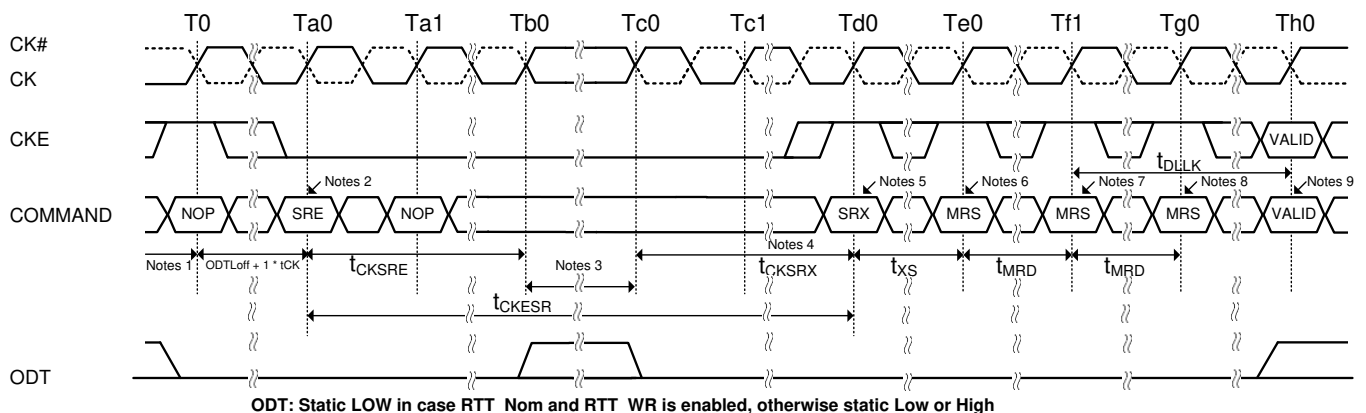 T0 Ta0 Ta1 Tb0 Tc0 Tc1 Td0 Te0 Tf1 Tg0 Th0
CK#
CK
CKE
VALID
tDLLK
Notes 2 Notes 5 Notes 6 Notes 7 Notes 8 Notes 9
COMMAND NOP SRE NOP SRX MRS MRS MRS VALID
Notes 1 ODTLoff + 1 * tCK tCKSRE Notes 3 Notes 4 tCKSRX tXS tMRD tMRD
tCKESR
ODT
ODT: Static LOW in case RTT_Nom and RTT_WR is enabled, otherwise static Low or High